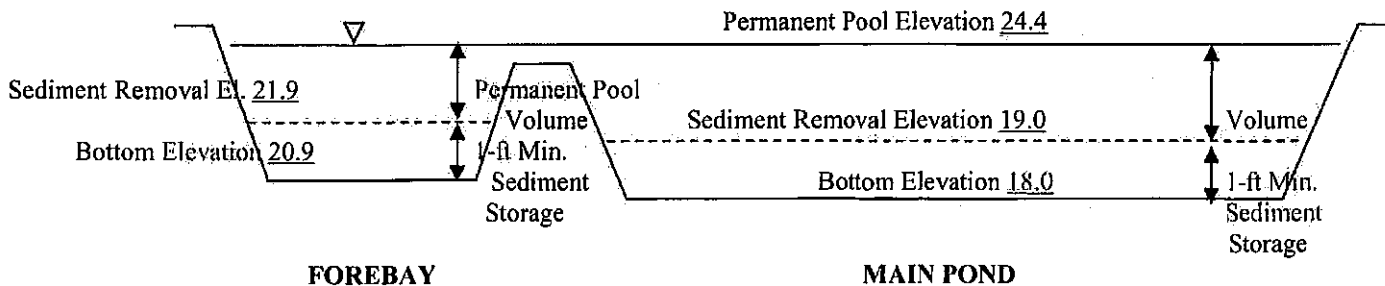 Permanent Pool Elevation 24.4
Sediment Removal El. 21.9
Permanent Pool
Volume
Sediment Removal Elevation 19.0
Volume
Bottom Elevation 20.9
1-ft Min.
Sediment
Storage
Bottom Elevation 18.0
1-ft Min.
Sediment
Storage
FOREBAY
MAIN POND